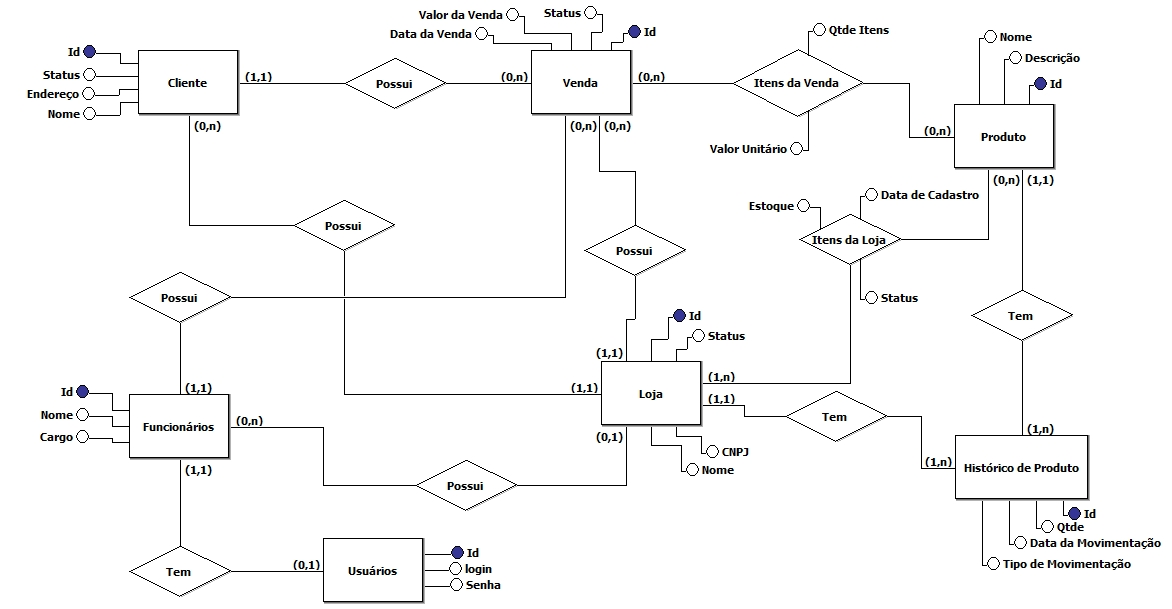 Valor da Venda
Status
Data da Venda
Id
Qtde Itens
Nome
Descrição
Id
Id
Status
Endereço
Nome
Cliente
(1,1)
Possui
(0,n)
Venda
(0,n)
Itens da Venda
(0,n)
Produto
(0,n)
(0,n)
(0,n)
Valor Unitário
(0,n)
(1,1)
Estoque
Data de Cadastro
Possui
Possui
Itens da Loja
Possui
Status
Tem
Id
Status
(1,1)
(1,1)
Loja
(1,n)
(1,1)
(1,1)
Id
Nome
Cargo
Funcionários
(0,n)
(0,1)
Tem
CNPJ
Nome
(1,n)
(1,n)
Histórico de Produto
(1,1)
Possui
Id
Qtde
Data da Movimentação
Tipo de Movimentação
Tem
(0,1)
Usuários
Id
login
Senha